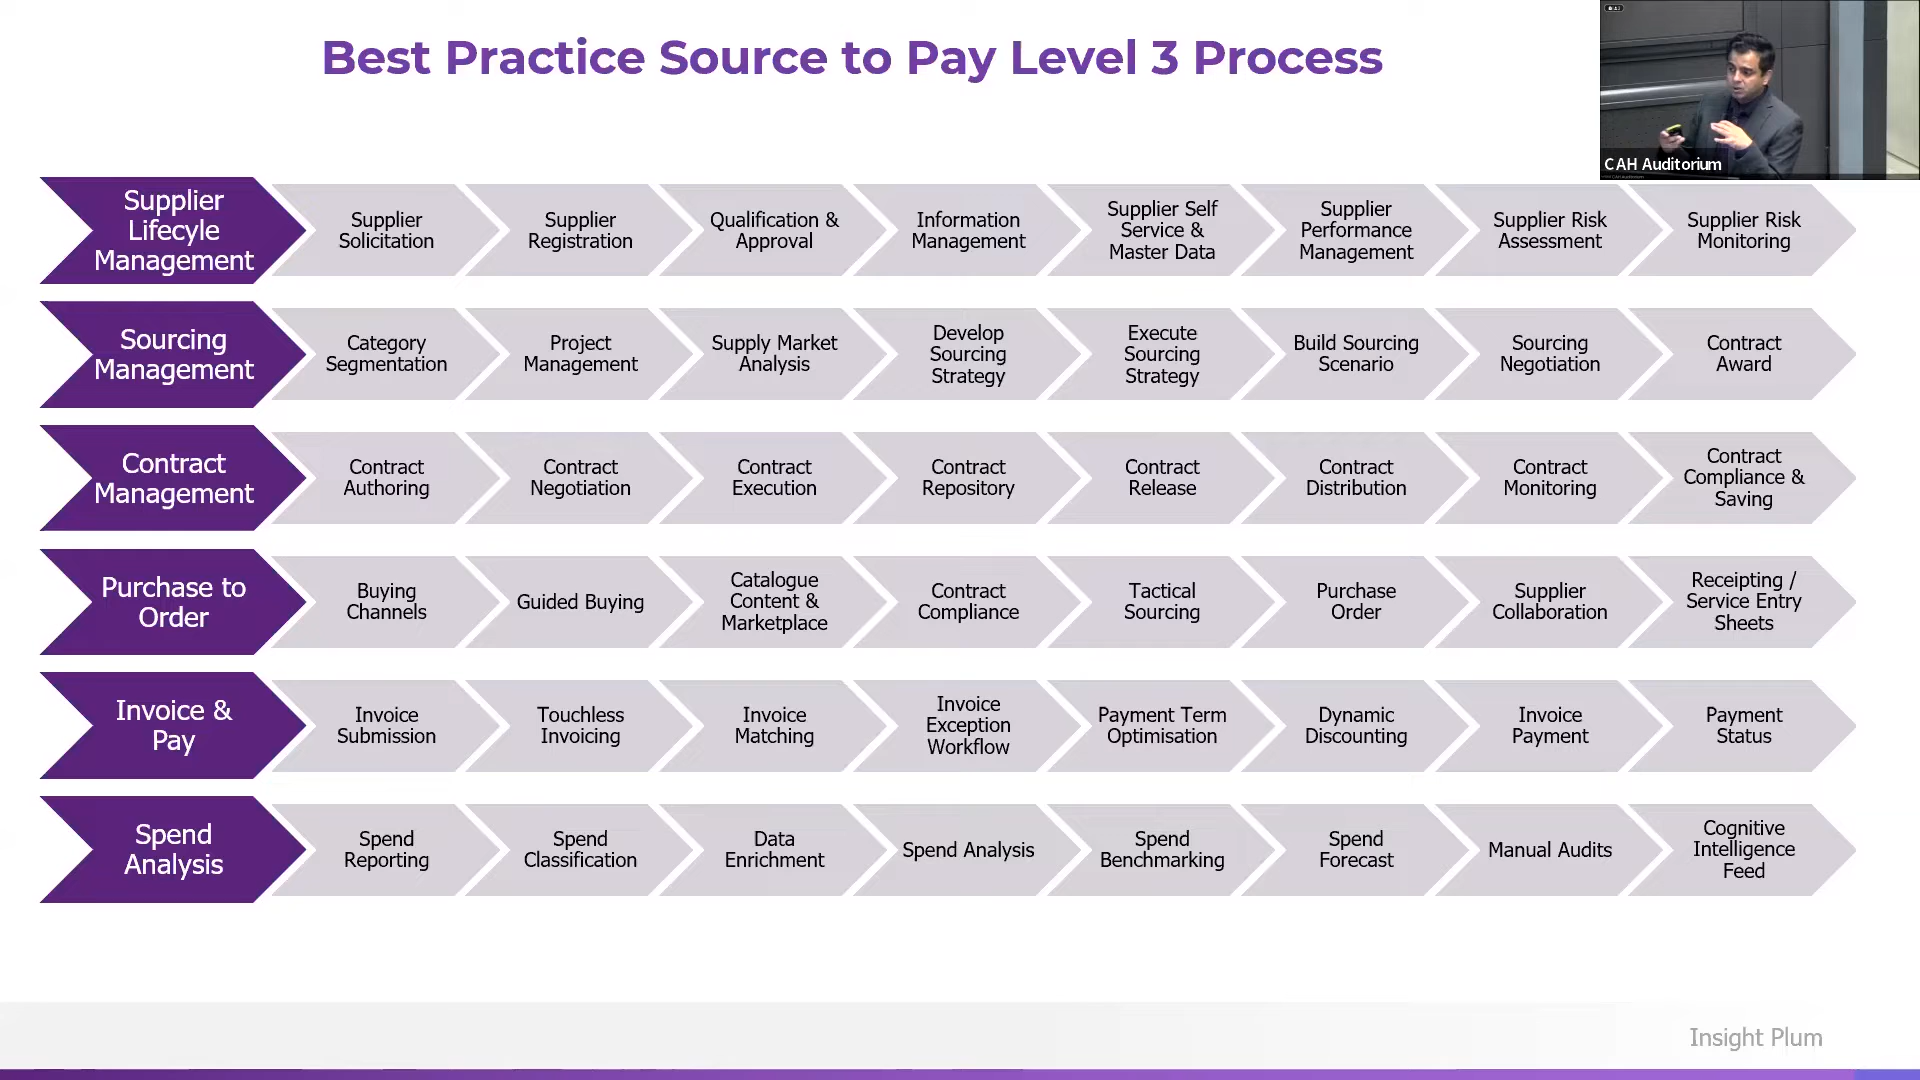 Best Practice Source to Pay Level 3 Process
CAH Auditorium
Supplier
Lifecyle
Management
Supplier
Solicitation
Supplier
Registration
Qualification &
Approval
Information
Management
Supplier Self
Service &
Master Data
Supplier
Performance
Management
Supplier Risk
Assessment
Supplier Risk
Monitoring
Sourcing
Management
Category
Segmentation
Project
Management
Supply Market
Analysis
Develop
Sourcing
Strategy
Execute
Sourcing
Strategy
Build Sourcing
Scenario
Sourcing
Negotiation
Contract
Award
Contract
Management
Contract
Authoring
Contract
Negotiation
Contract
Execution
Contract
Repository
Contract
Release
Contract
Distribution
Contract
Monitoring
Contract
Compliance &
Saving
Purchase to
Order
Buying
Channels
Guided Buying
Catalogue
Content &
Marketplace
Contract
Compliance
Tactical
Sourcing
Purchase
Order
Supplier
Collaboration
Receipting /
Service Entry
Sheets
Invoice &
Pay
Invoice
Submission
Touchless
Invoicing
Invoice
Matching
Invoice
Exception
Workflow
Payment Term
Optimisation
Dynamic
Discounting
Invoice
Payment
Payment
Status
Spend
Analysis
Spend
Reporting
Spend
Classification
Data
Enrichment
Spend Analysis
Spend
Benchmarking
Spend
Forecast
Manual Audits
Cognitive
Intelligence
Feed
Insight Plum